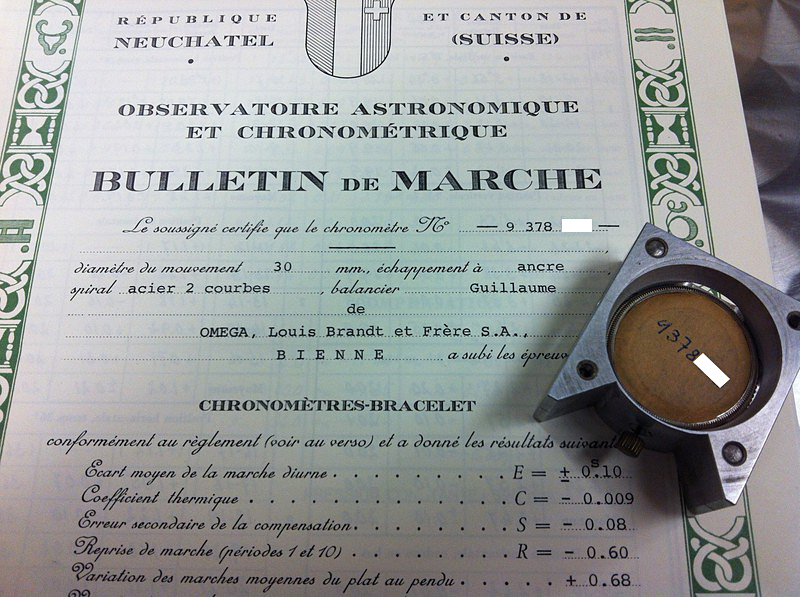 RÉPUBLIQUE ET CANTON DE
NEUCHATEL (SUISSE)
OBSERVATOIRE ASTRONOMIQUE
ET CHRONOMÉTRIQUE
BULLETIN DE MARCHE
Le soussigné certifie que le chronomètre Nº — 9 378 —
diamètre du mouvement 30 mm., échappement à ancre
spiral acier 2 courbes, balancier Guillaume
de
OMEGA, Louis Brandt et Frère S.A.,
BIENNE a subi les
9378
CHRONOMÈTRES-BRACELET
conformément au règlement (voir au verso) et a donné les résultats
Ecart moyen de la marche diurne . . . . . . . . E = ± 0s.10
Coefficient thermique . . . . . . . . . . . . C = - 0.009
Erreur secondaire de la compensation. . . . . . . S = - 0.08
Reprise de marche (périodes 1 et 10) . . . . . . . R = - 0.60
Variation des marches moyennes du plat au pendu . . . . . + 0.68